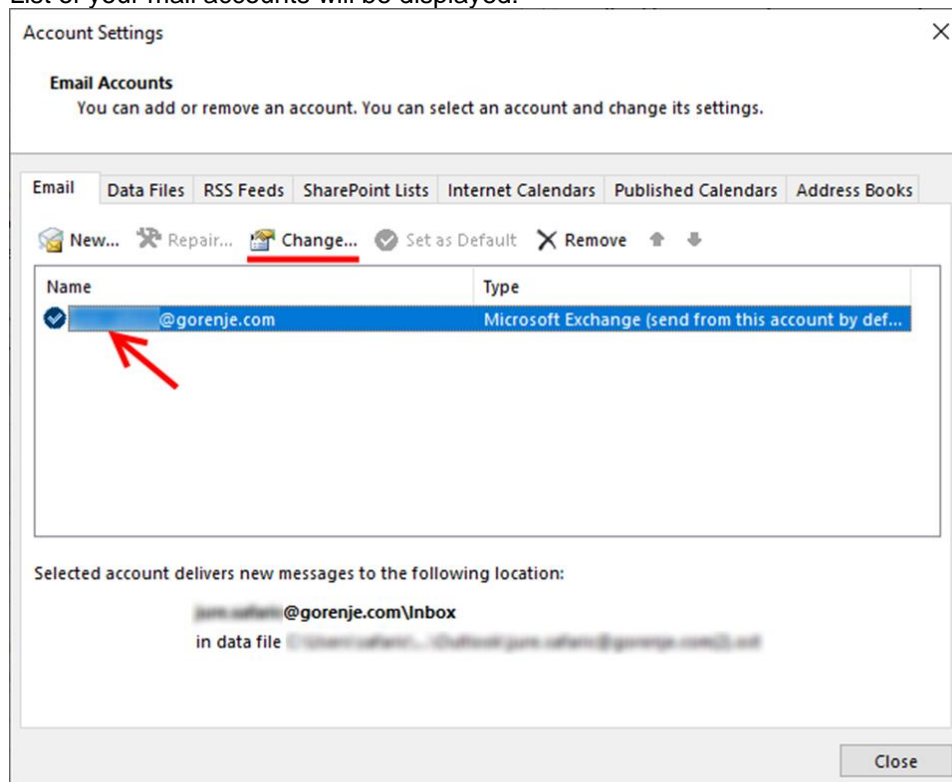 List of your mail accounts will be displayed.
Account Settings
Email Accounts
You can add or remove an account. You can select an account and change its settings.
Email Data Files RSS Feeds SharePoint Lists Internet Calendars Published Calendars Address Books
New... Repair... Change... Set as Default Remove
Name Type
@gorenje.com Microsoft Exchange (send from this account by def...
Selected account delivers new messages to the following location:
@gorenje.com\Inbox
in data file
Close